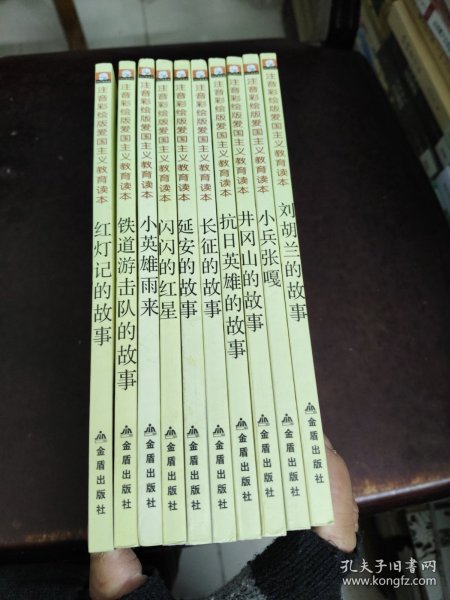 注音彩绘版爱国主义教育读本
红灯记的故事
金盾出版社
注音彩绘版爱国主义教育读本
铁道游击队的故事
金盾出版社
注音彩绘版爱国主义教育读本
小英雄雨来
金盾出版社
注音彩绘版爱国主义教育读本
闪闪的红星
金盾出版社
注音彩绘版爱国主义教育读本
延安的故事
金盾出版社
注音彩绘版爱国主义教育读本
长征的故事
金盾出版社
注音彩绘版爱国主义教育读本
抗日英雄的故事
金盾出版社
注音彩绘版爱国主义教育读本
井冈山的故事
金盾出版社
注音彩绘版爱国主义教育读本
小兵张嘎
金盾出版社
注音彩绘版爱国主义教育读本
刘胡兰的故事
金盾出版社
孔夫子旧书网
www.kongfz.com